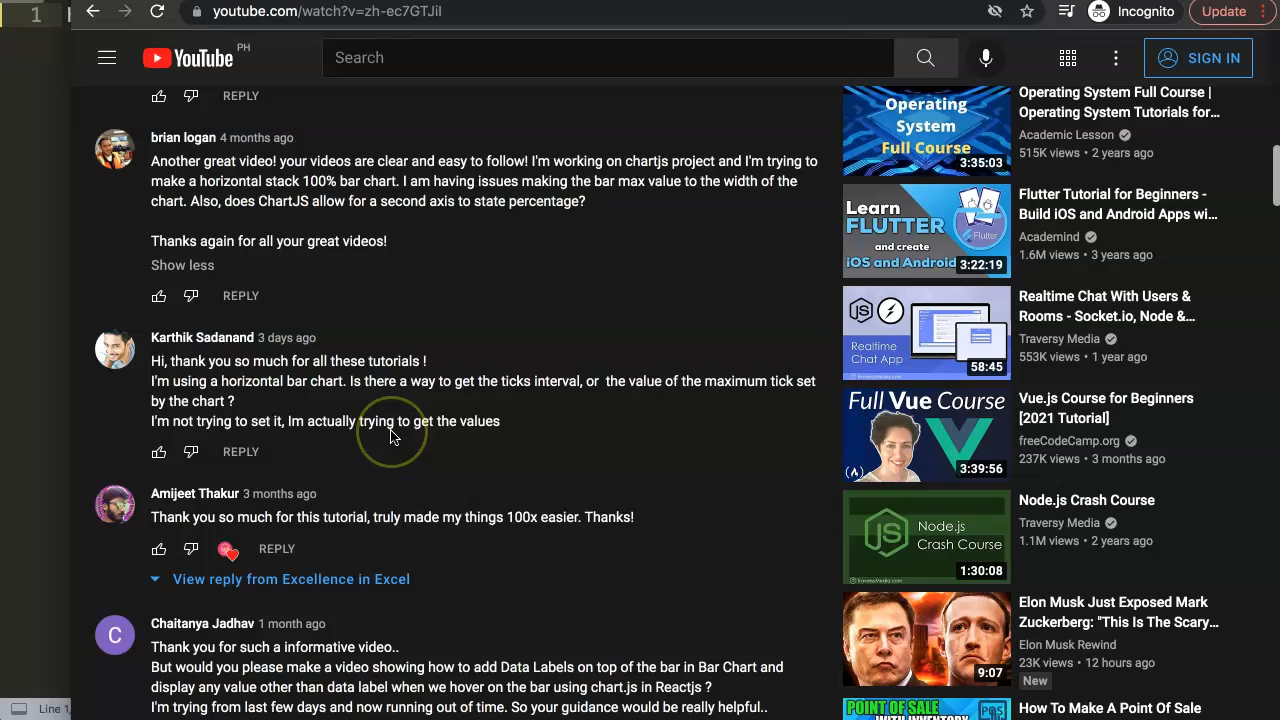 1
youtube.com/watch?v=zh-ec7GTJiI
Incognito
Update
YouTube
PH
Search
SIGN IN
REPLY
brian logan 4 months ago
Another great video! your videos are clear and easy to follow! I'm working on chartjs project and I'm trying to
make a horizontal stack 100% bar chart. I am having issues making the bar max value to the width of the
chart. Also, does ChartJS allow for a second axis to state percentage?
Thanks again for all your great videos!
Show less
REPLY
Karthik Sadanand 3 days ago
Hi, thank you so much for all these tutorials !
I'm using a horizontal bar chart. Is there a way to get the ticks interval, or the value of the maximum tick set
by the chart ?
I'm not trying to set it, Im actually trying to get the values
REPLY
Amijeet Thakur 3 months ago
Thank you so much for this tutorial, truly made my things 100x easier. Thanks!
REPLY
View reply from Excellence in Excel
C
Chaitanya Jadhav 1 month ago
Thank you for such a informative video..
But would you please make a video showing how to add Data Labels on top of the bar in Bar Chart and
display any value other than data label when we hover on the bar using chart.js in Reactjs ?
I'm trying from last few days and now running out of time. So your guidance would be really helpful..
Line 1,
Operating
System
Full Course
3:35:03
Operating System Full Course |
Operating System Tutorials for...
Academic Lesson
515K views • 2 years ago
Learn
FLUTTER
and create
iOS and Android
Flutter
3:22:19
Flutter Tutorial for Beginners -
Build iOS and Android Apps wi...
Academind
1.6M views • 3 years ago
JS
Realtime
Chat App
58:45
Realtime Chat With Users &
Rooms - Socket.io, Node &...
Traversy Media
553K views • 1 year ago
Full Vue Course
3:39:56
Vue.js Course for Beginners
[2021 Tutorial]
freeCodeCamp.org
237K views • 3 months ago
JS
Node.js
Crash Course
1:30:08
Node.js Crash Course
Traversy Media
1.1M views • 2 years ago
9:07
Elon Musk Just Exposed Mark
Zuckerberg: "This Is The Scary...
Elon Musk Rewind
23K views • 12 hours ago
New
POINT OF SALE
WITH INVENTORY
POS
How To Make A Point Of Sale